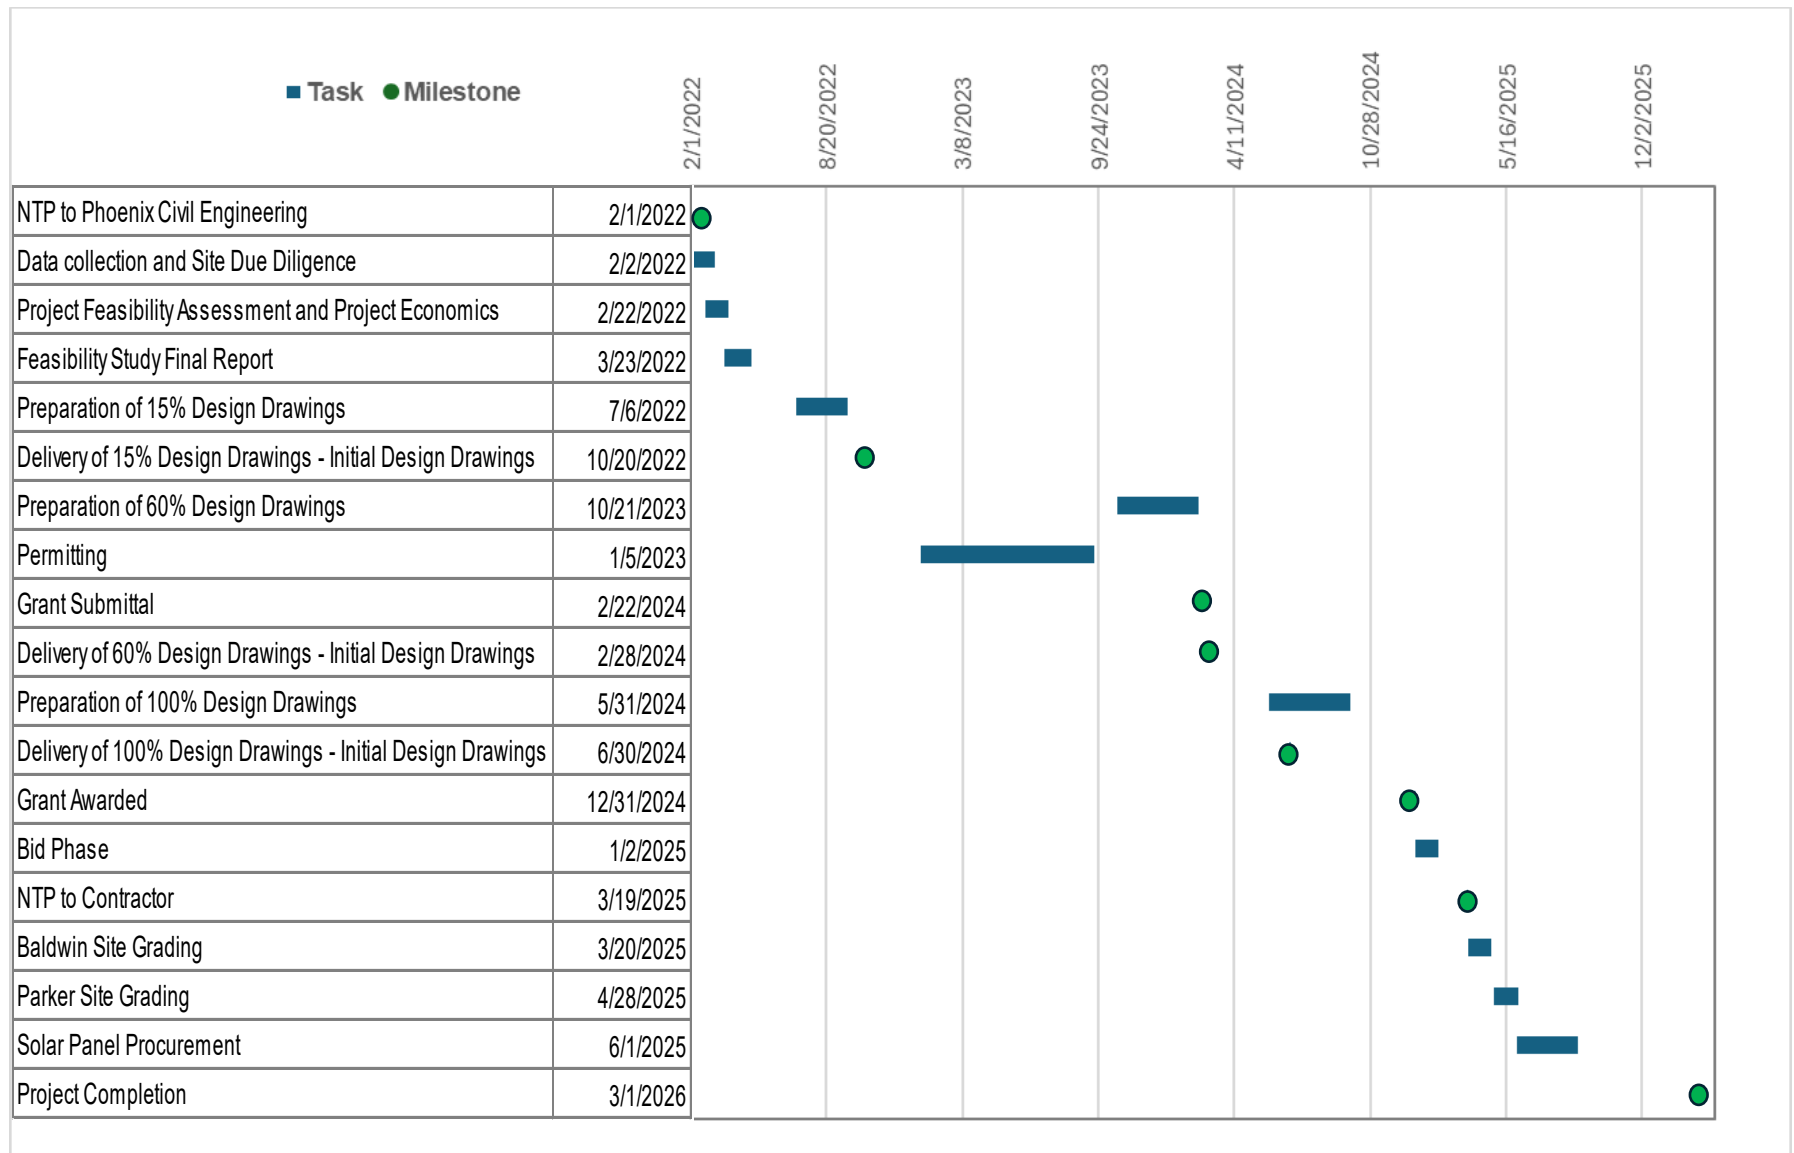 Task Milestone
2/1/2022
8/20/2022
3/8/2023
9/24/2023
4/11/2024
10/28/2024
5/16/2025
12/2/2025
NTP to Phoenix Civil Engineering 2/1/2022
Data collection and Site Due Diligence 2/2/2022
Project Feasibility Assessment and Project Economics 2/22/2022
Feasibility Study Final Report 3/23/2022
Preparation of 15% Design Drawings 7/6/2022
Delivery of 15% Design Drawings - Initial Design Drawings 10/20/2022
Preparation of 60% Design Drawings 10/21/2023
Permitting 1/5/2023
Grant Submittal 2/22/2024
Delivery of 60% Design Drawings - Initial Design Drawings 2/28/2024
Preparation of 100% Design Drawings 5/31/2024
Delivery of 100% Design Drawings - Initial Design Drawings 6/30/2024
Grant Awarded 12/31/2024
Bid Phase 1/2/2025
NTP to Contractor 3/19/2025
Baldwin Site Grading 3/20/2025
Parker Site Grading 4/28/2025
Solar Panel Procurement 6/1/2025
Project Completion 3/1/2026